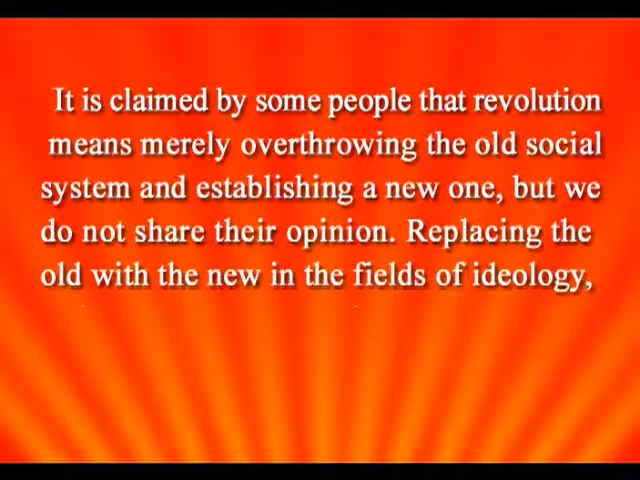 It is claimed by some people that revolution
means merely overthrowing the old social
system and establishing a new one, but we
do not share their opinion. Replacing the
old with the new in the fields of ideology,